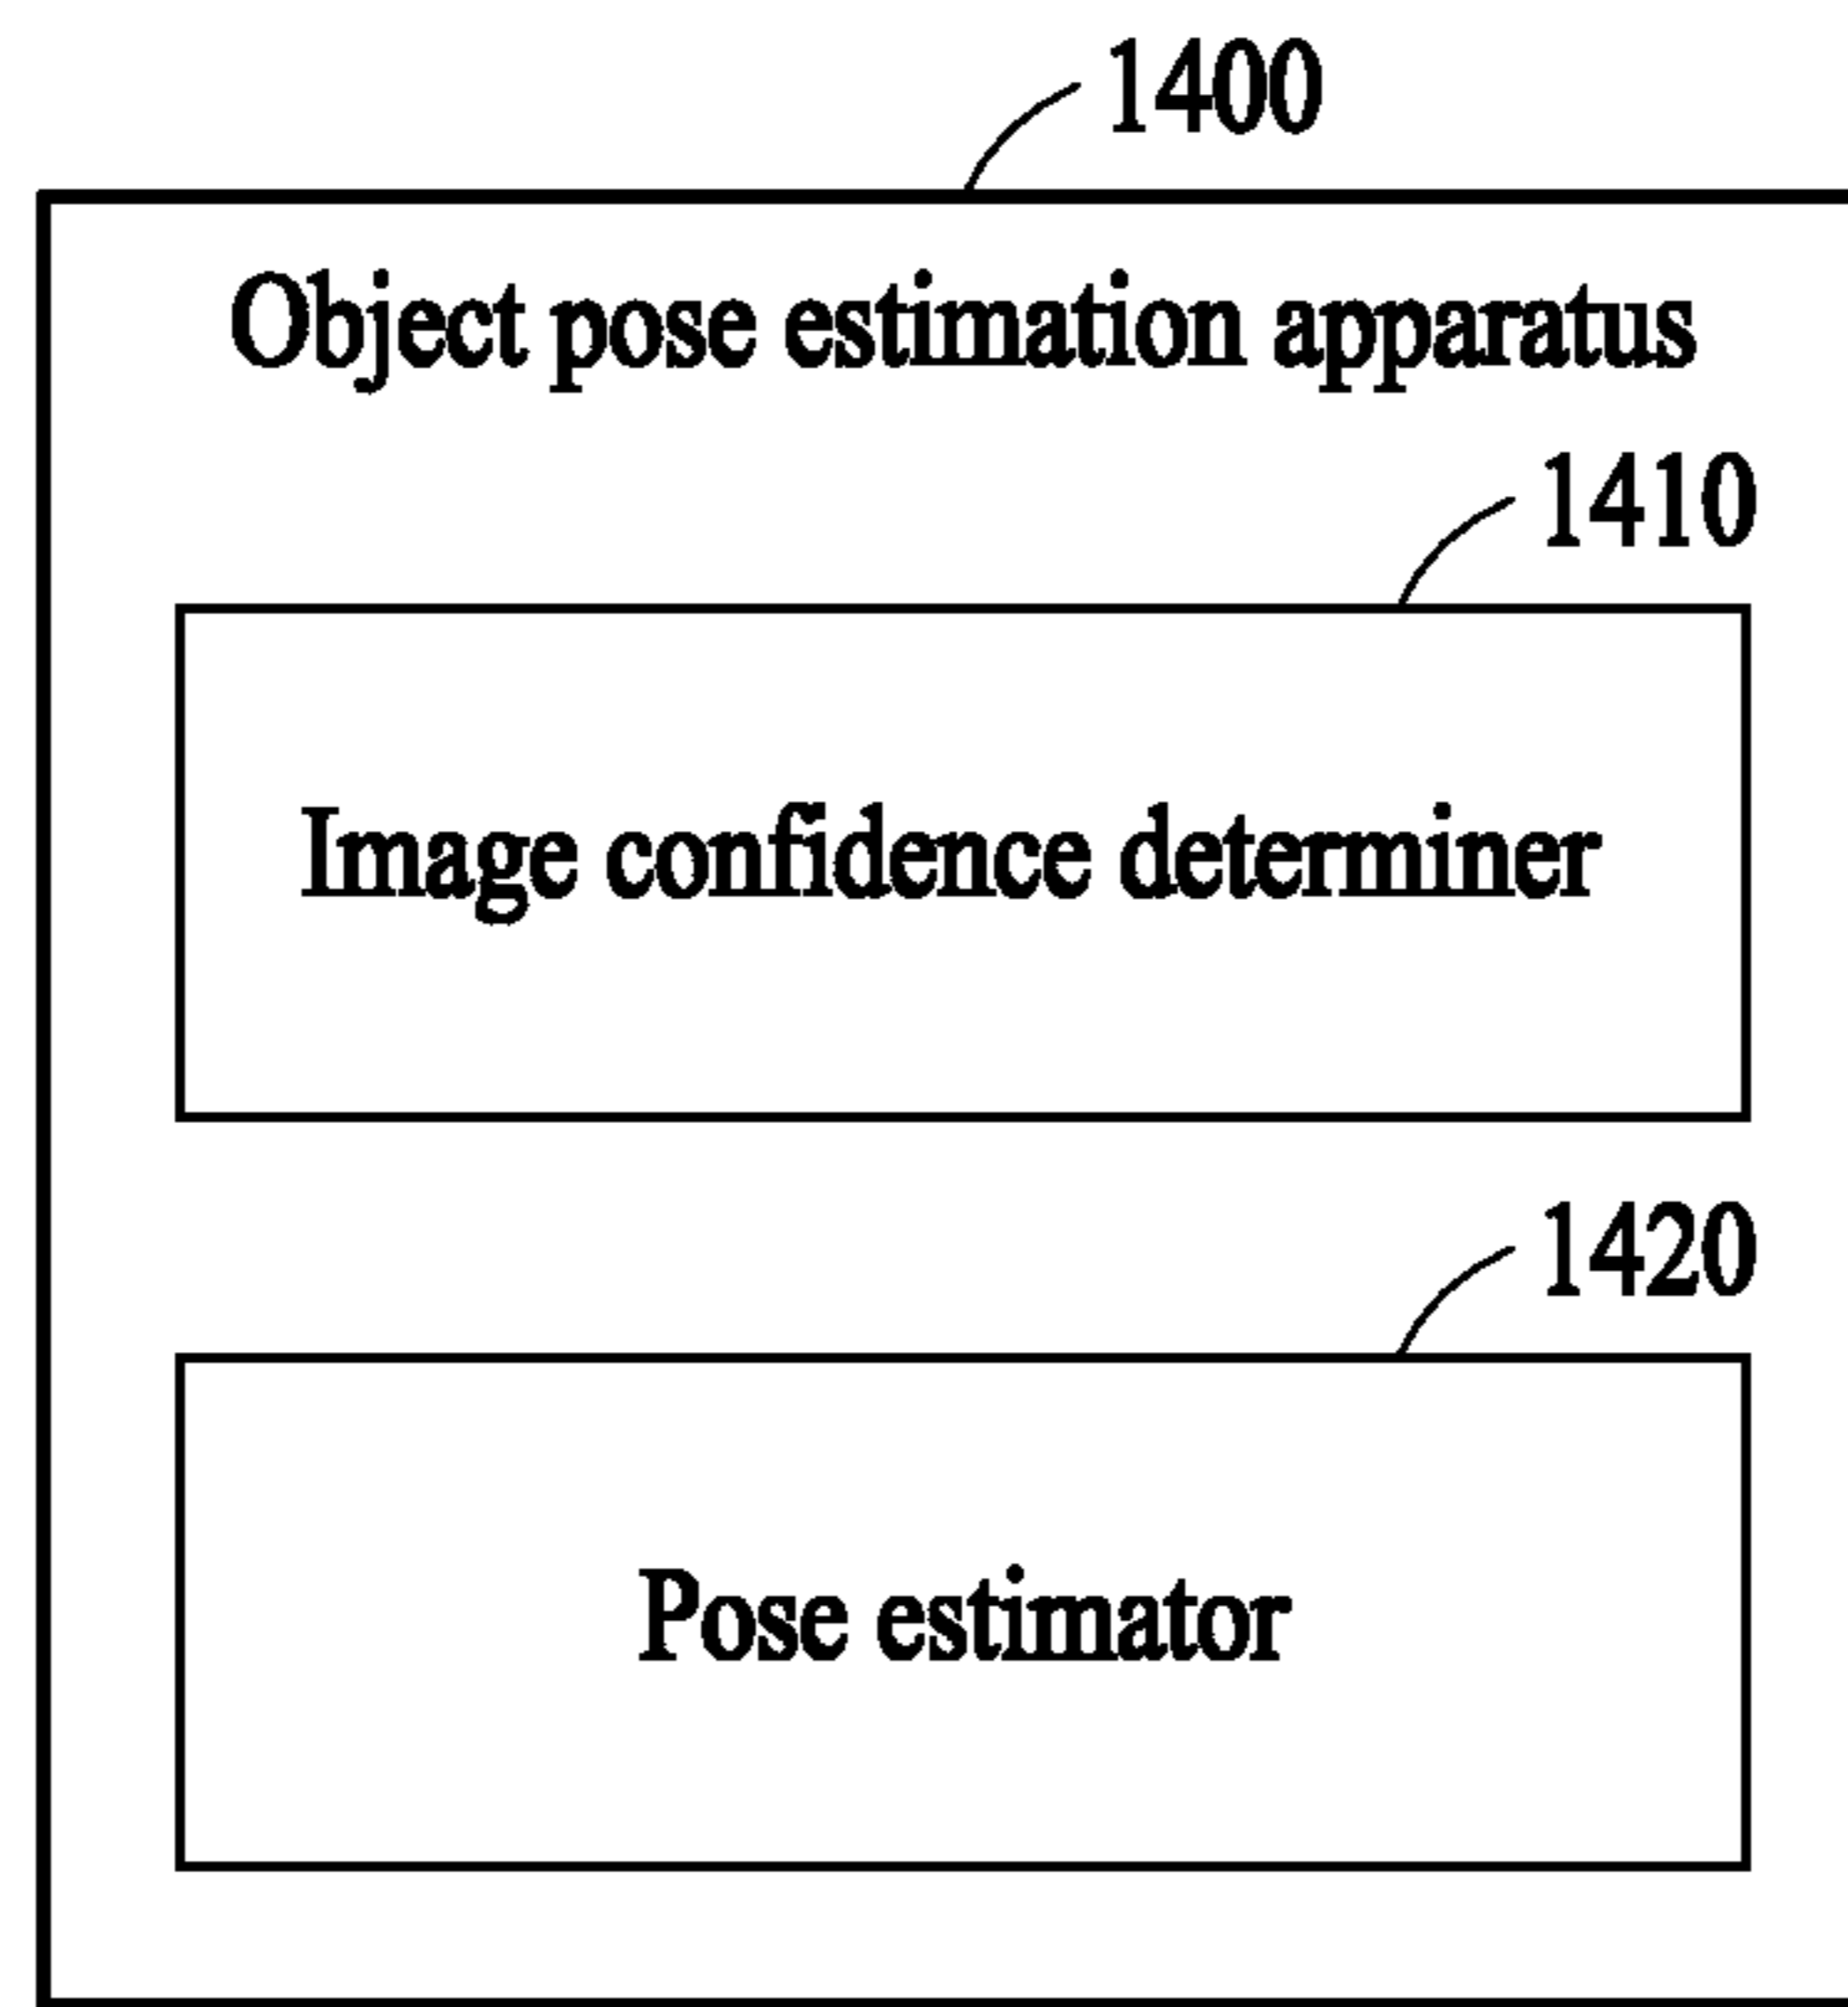 1400
Object pose estimation apparatus
1410
Image confidence determiner
1420
Pose estimator